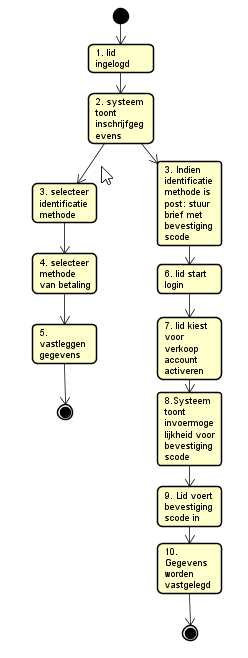 1. lid
ingelogd
2. systeem
toont
inschrijfgeg
evens
3. selecteer
identificatie
methode
4. selecteer
methode
van betaling
5.
vastleggen
gegevens
3. Indien
identificatie
methode is
post: stuur
brief met
bevestiging
scode
6. lid start
login
7. lid kiest
voor
verkoop
account
activeren
8.Systeem
toont
invoermoge
lijkheid voor
bevestiging
scode
9. Lid voert
bevestiging
scode in
10.
Gegevens
worden
vastgelegd